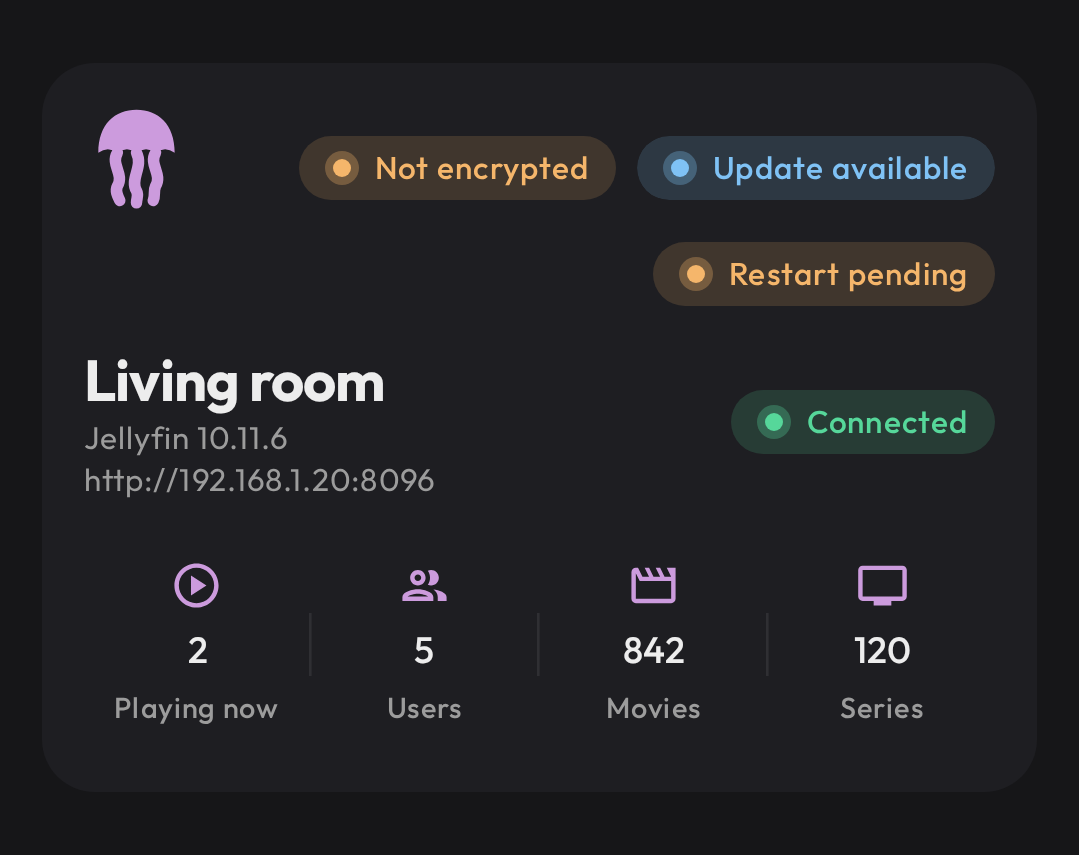 Not encrypted
Update available
Restart pending
Living room
Jellyfin 10.11.6
http://192.168.1.20:8096
Connected
2
Playing now
5
Users
842
Movies
120
Series